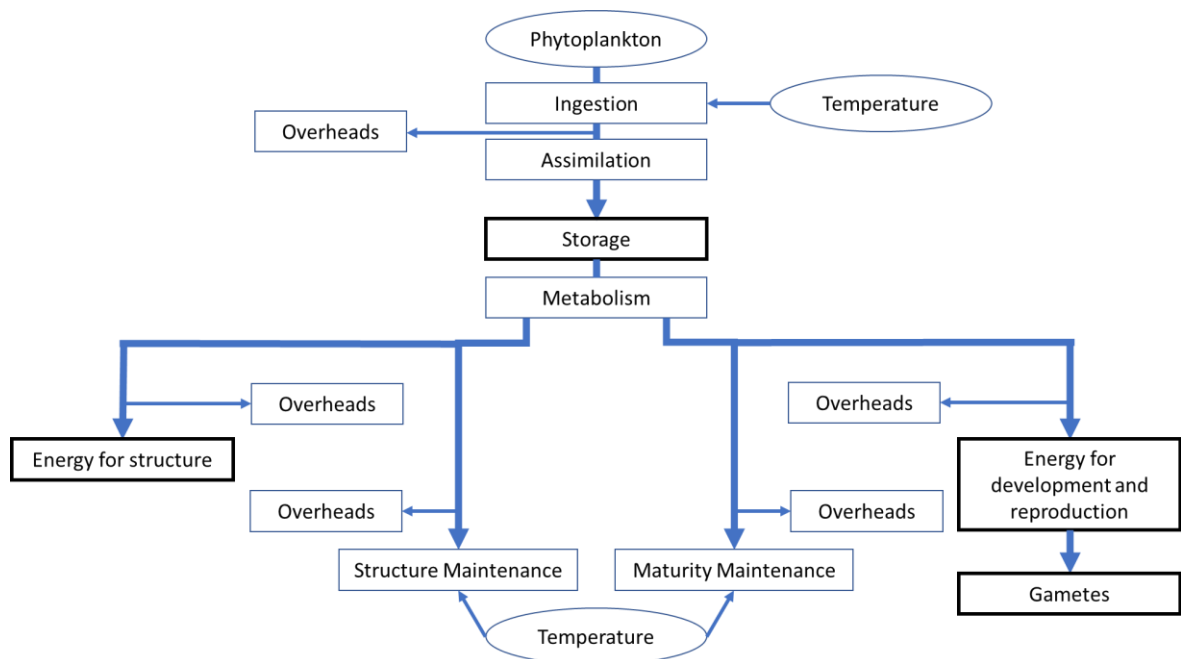 Phytoplankton
Ingestion
Temperature
Overheads
Assimilation
Storage
Metabolism
Overheads
Overheads
Energy for structure
Energy for
development and
reproduction
Overheads
Overheads
Structure Maintenance
Maturity Maintenance
Gametes
Temperature